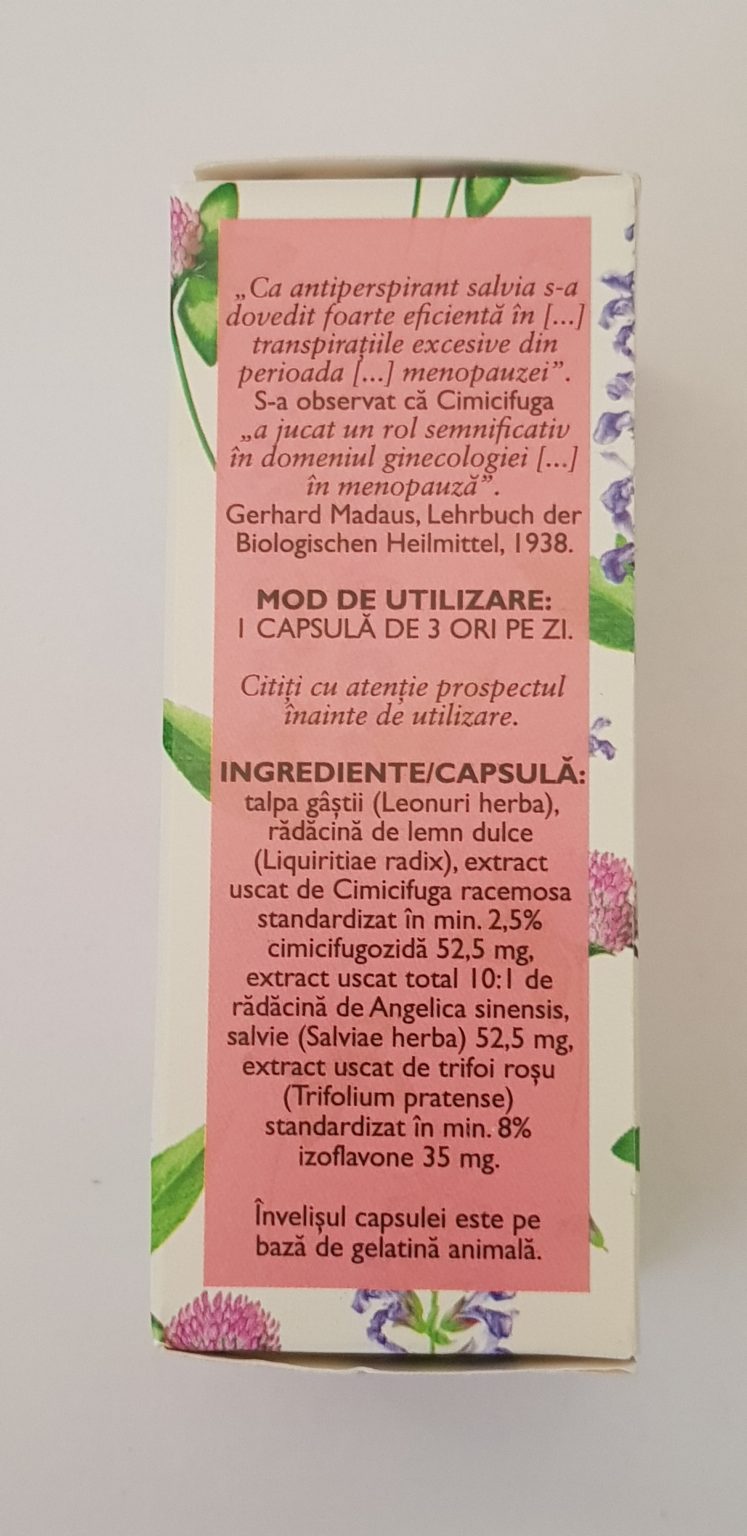 „Ca antiperspirant salvia s-a
dovedit foarte eficientă în [...]
transpirațiile excesive din
perioada [...] menopauzei”.
S-a observat că Cimicifuga
„a jucat un rol semnificativ
în domeniul ginecologiei [...]
în menopauză”.
Gerhard Madaus, Lehrbuch der
Biologischen Heilmittel, 1938.
MOD DE UTILIZARE:
1 CAPSULĂ DE 3 ORI PE ZI.
Citiți cu atenție prospectul
înainte de utilizare.
INGREDIENTE/CAPSULĂ:
talpa gâștii (Leonuri herba),
rădăcină de lemn dulce
(Liquiritiae radix), extract
uscat de Cimicifuga racemosa
standardizat în min. 2,5%
cimicifugozidă 52,5 mg,
extract uscat total 10:1 de
rădăcină de Angelica sinensis,
salvie (Salviae herba) 52,5 mg,
extract uscat de trifoi roșu
(Trifolium pratense)
standardizat în min. 8%
izoflavone 35 mg.
Învelișul capsulei este pe
bază de gelatină animală.